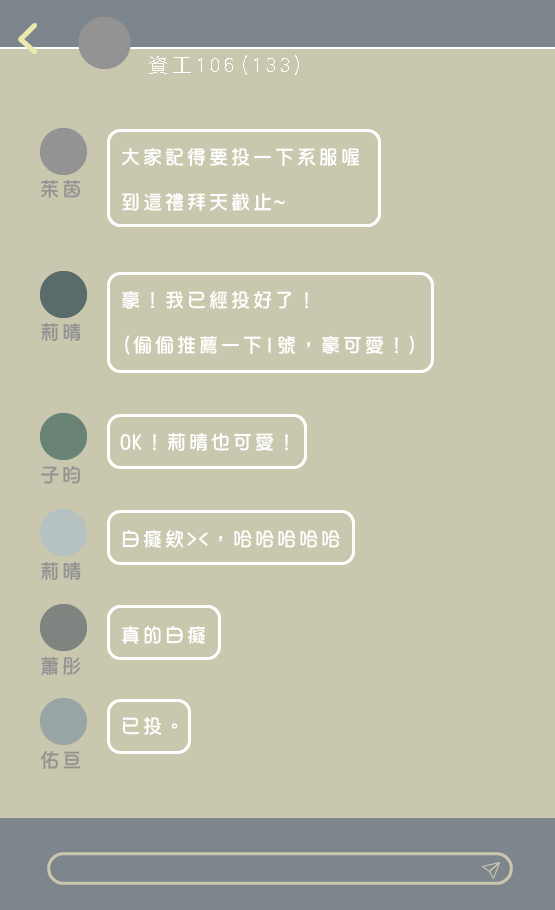 資工106(133)
大家記得要投一下系服喔
到這禮拜天截止~
茱茵
豪！我已經投好了！
(偷偷推薦一下1號，豪可愛！)
莉晴
OK！莉晴也可愛！
子昀
白癡欸><，哈哈哈哈哈
莉晴
真的白癡
蕭彤
已投。
佑亘